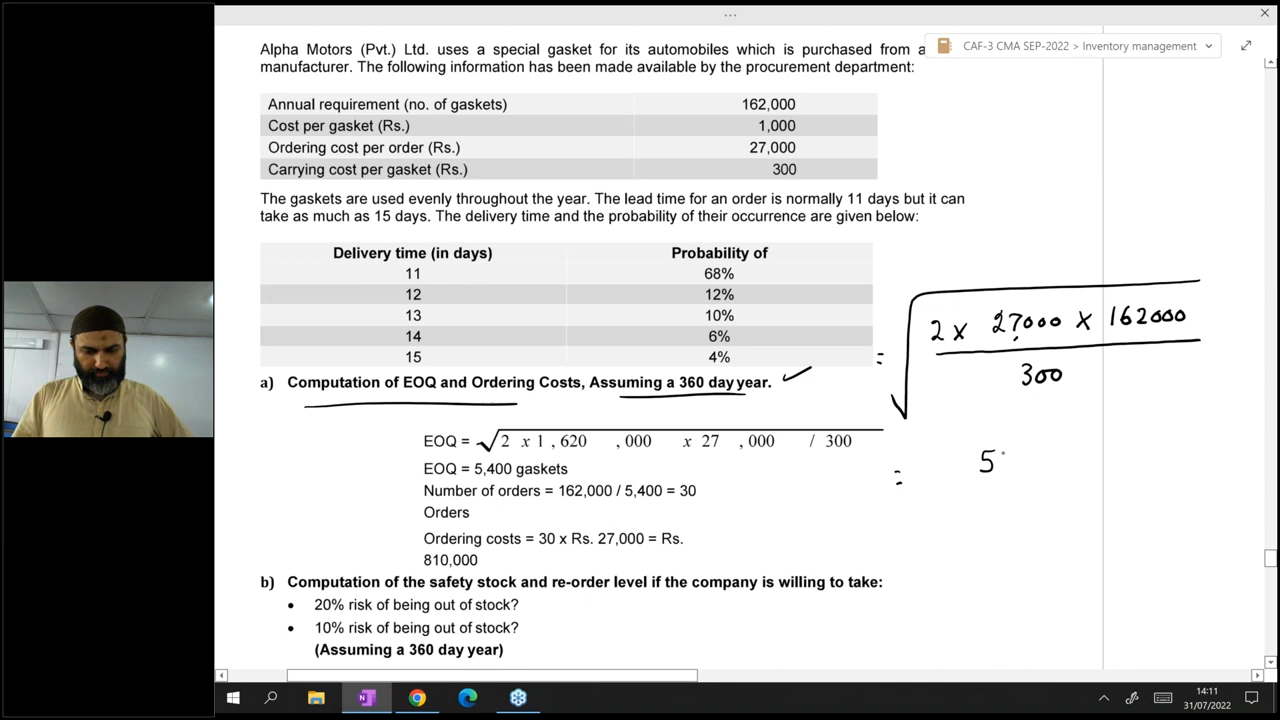 CAF-3 CMA SEP-2022 > Inventory management
Alpha Motors (Pvt.) Ltd. uses a special gasket for its automobiles which is purchased from a
manufacturer. The following information has been made available by the procurement department:
Annual requirement (no. of gaskets) 162,000
Cost per gasket (Rs.) 1,000
Ordering cost per order (Rs.) 27,000
Carrying cost per gasket (Rs.) 300
The gaskets are used evenly throughout the year. The lead time for an order is normally 11 days but it can
take as much as 15 days. The delivery time and the probability of their occurrence are given below:
Delivery time (in days) Probability of
11 68%
12 12%
13 10%
14 6%
15 4%
a) Computation of EOQ and Ordering Costs, Assuming a 360 day year.
= √ 2 x 27,000 x 162000
300
EOQ = √ 2 x 1 , 620 , 000 x 27 , 000 / 300
= 5
EOQ = 5,400 gaskets
Number of orders = 162,000 / 5,400 = 30
Orders
Ordering costs = 30 x Rs. 27,000 = Rs.
810,000
b) Computation of the safety stock and re-order level if the company is willing to take:
• 20% risk of being out of stock?
• 10% risk of being out of stock?
(Assuming a 360 day year)
14:11
31/07/2022